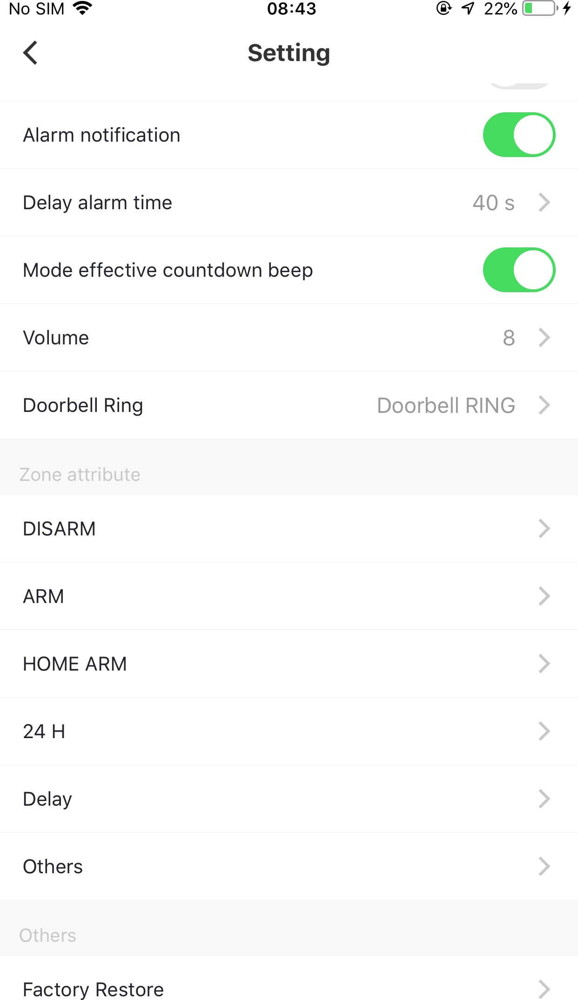 No SIM 08:43 22%
Setting
Alarm notification
Delay alarm time 40 s
Mode effective countdown beep
Volume 8
Doorbell Ring Doorbell RING
Zone attribute
DISARM
ARM
HOME ARM
24 H
Delay
Others
Others
Factory Restore